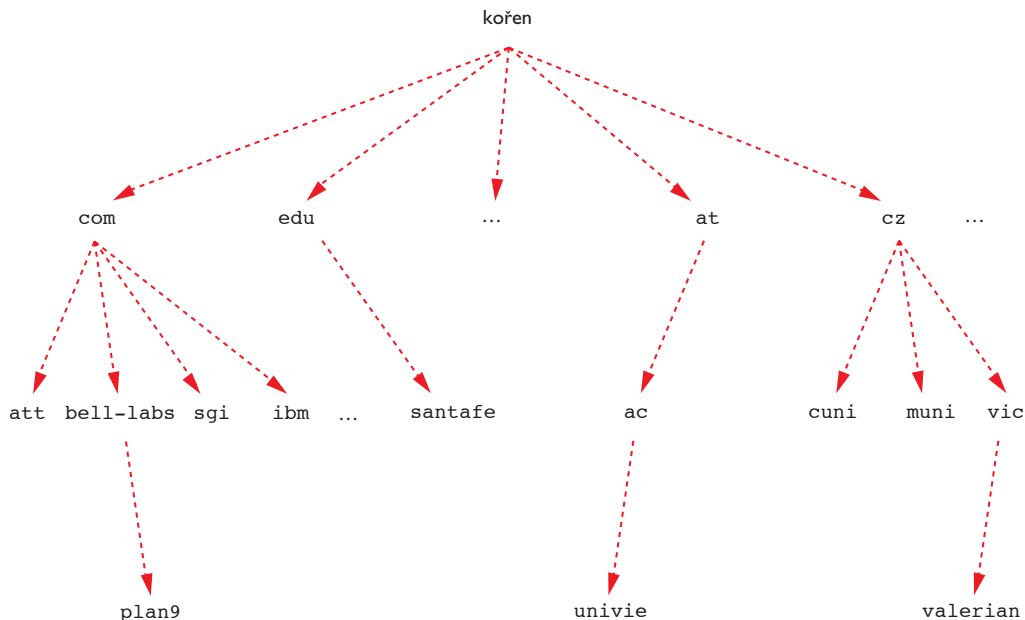 kořen
com edu ... at cz ...
att bell-labs sgi ibm ... santafe ac cuni muni vic
plan9 univie valerian